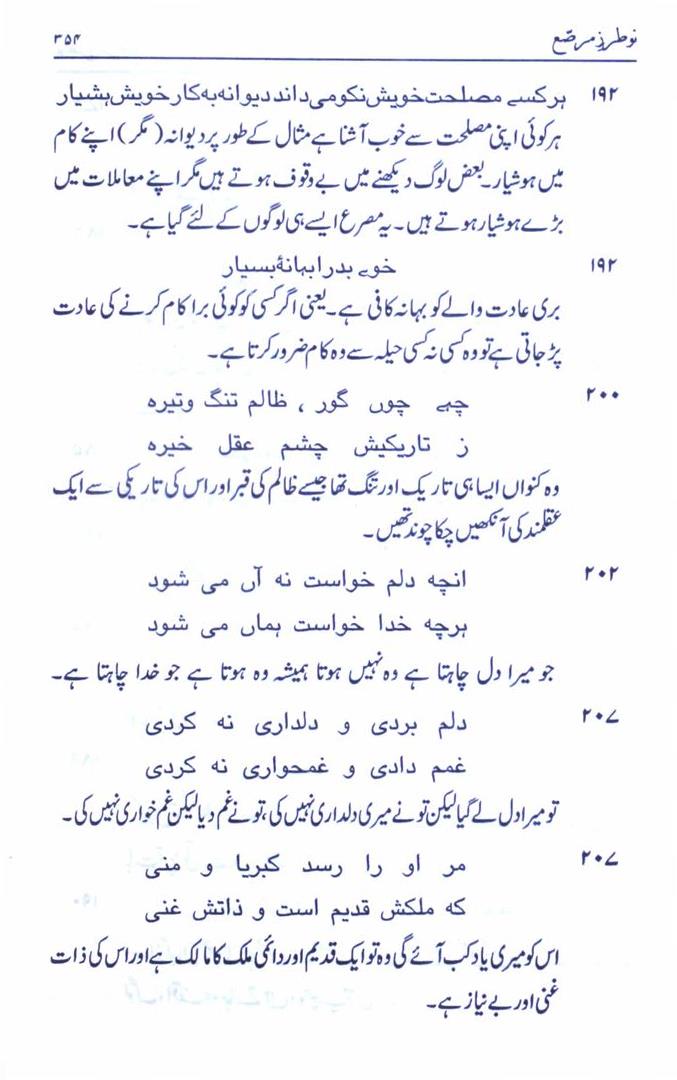 نو طرزِ مرصّع ۳۵۴
۱۹۲ ہر کسے مصلحت خویش نکو می داند دیوانہ بہ کار خویش ہشیار
ہر کوئی اپنی مصلحت سے خوب آشنا ہے مثال کے طور پر دیوانہ (مگر) اپنے کام
میں ہوشیار۔ بعض لوگ دیکھنے میں بے وقوف ہوتے ہیں مگر اپنے معاملات میں
بڑے ہوشیار ہوتے ہیں۔ یہ مصرع ایسے ہی لوگوں کے لئے گیا ہے۔
۱۹۲ خوے بد را بہانۂ بسیار
بری عادت والے کو بہانہ کافی ہے۔ یعنی اگر کسی کو کوئی برا کام کرنے کی عادت
پڑ جاتی ہے تو وہ کسی نہ کسی حیلہ سے وہ کام ضرور کرتا ہے۔
۲۰۰ چہے چوں گور ، ظالم تنگ وتیرہ
ز تاریکیش چشم عقل خیرہ
وہ کنواں ایسا ہی تاریک اور تنگ تھا جیسے ظالم کی قبر اور اس کی تاریکی سے ایک
عقلمند کی آنکھیں چکاچوند تھیں۔
۲۰۲ انچہ دلم خواست نہ آں می شود
ہرچہ خدا خواست ہماں می شود
جو میرا دل چاہتا ہے وہ نہیں ہوتا ہمیشہ وہ ہوتا ہے جو خدا چاہتا ہے۔
۲۰۷ دلم بردی و دلداری نہ کردی
غمم دادی و غمحواری نہ کردی
تو میرا دل لے گیا لیکن تو نے میری دلداری نہیں کی، تو نے غم دیا لیکن غم خواری نہیں کی۔
۲۰۷ مر او را رسد کبریا و منی
کہ ملکش قدیم است و ذاتش غنی
اس کو میری یاد کب آئے گی وہ تو ایک قدیم اور دائمی ملک کا مالک ہے اور اس کی ذات
غنی اور بے نیاز ہے۔